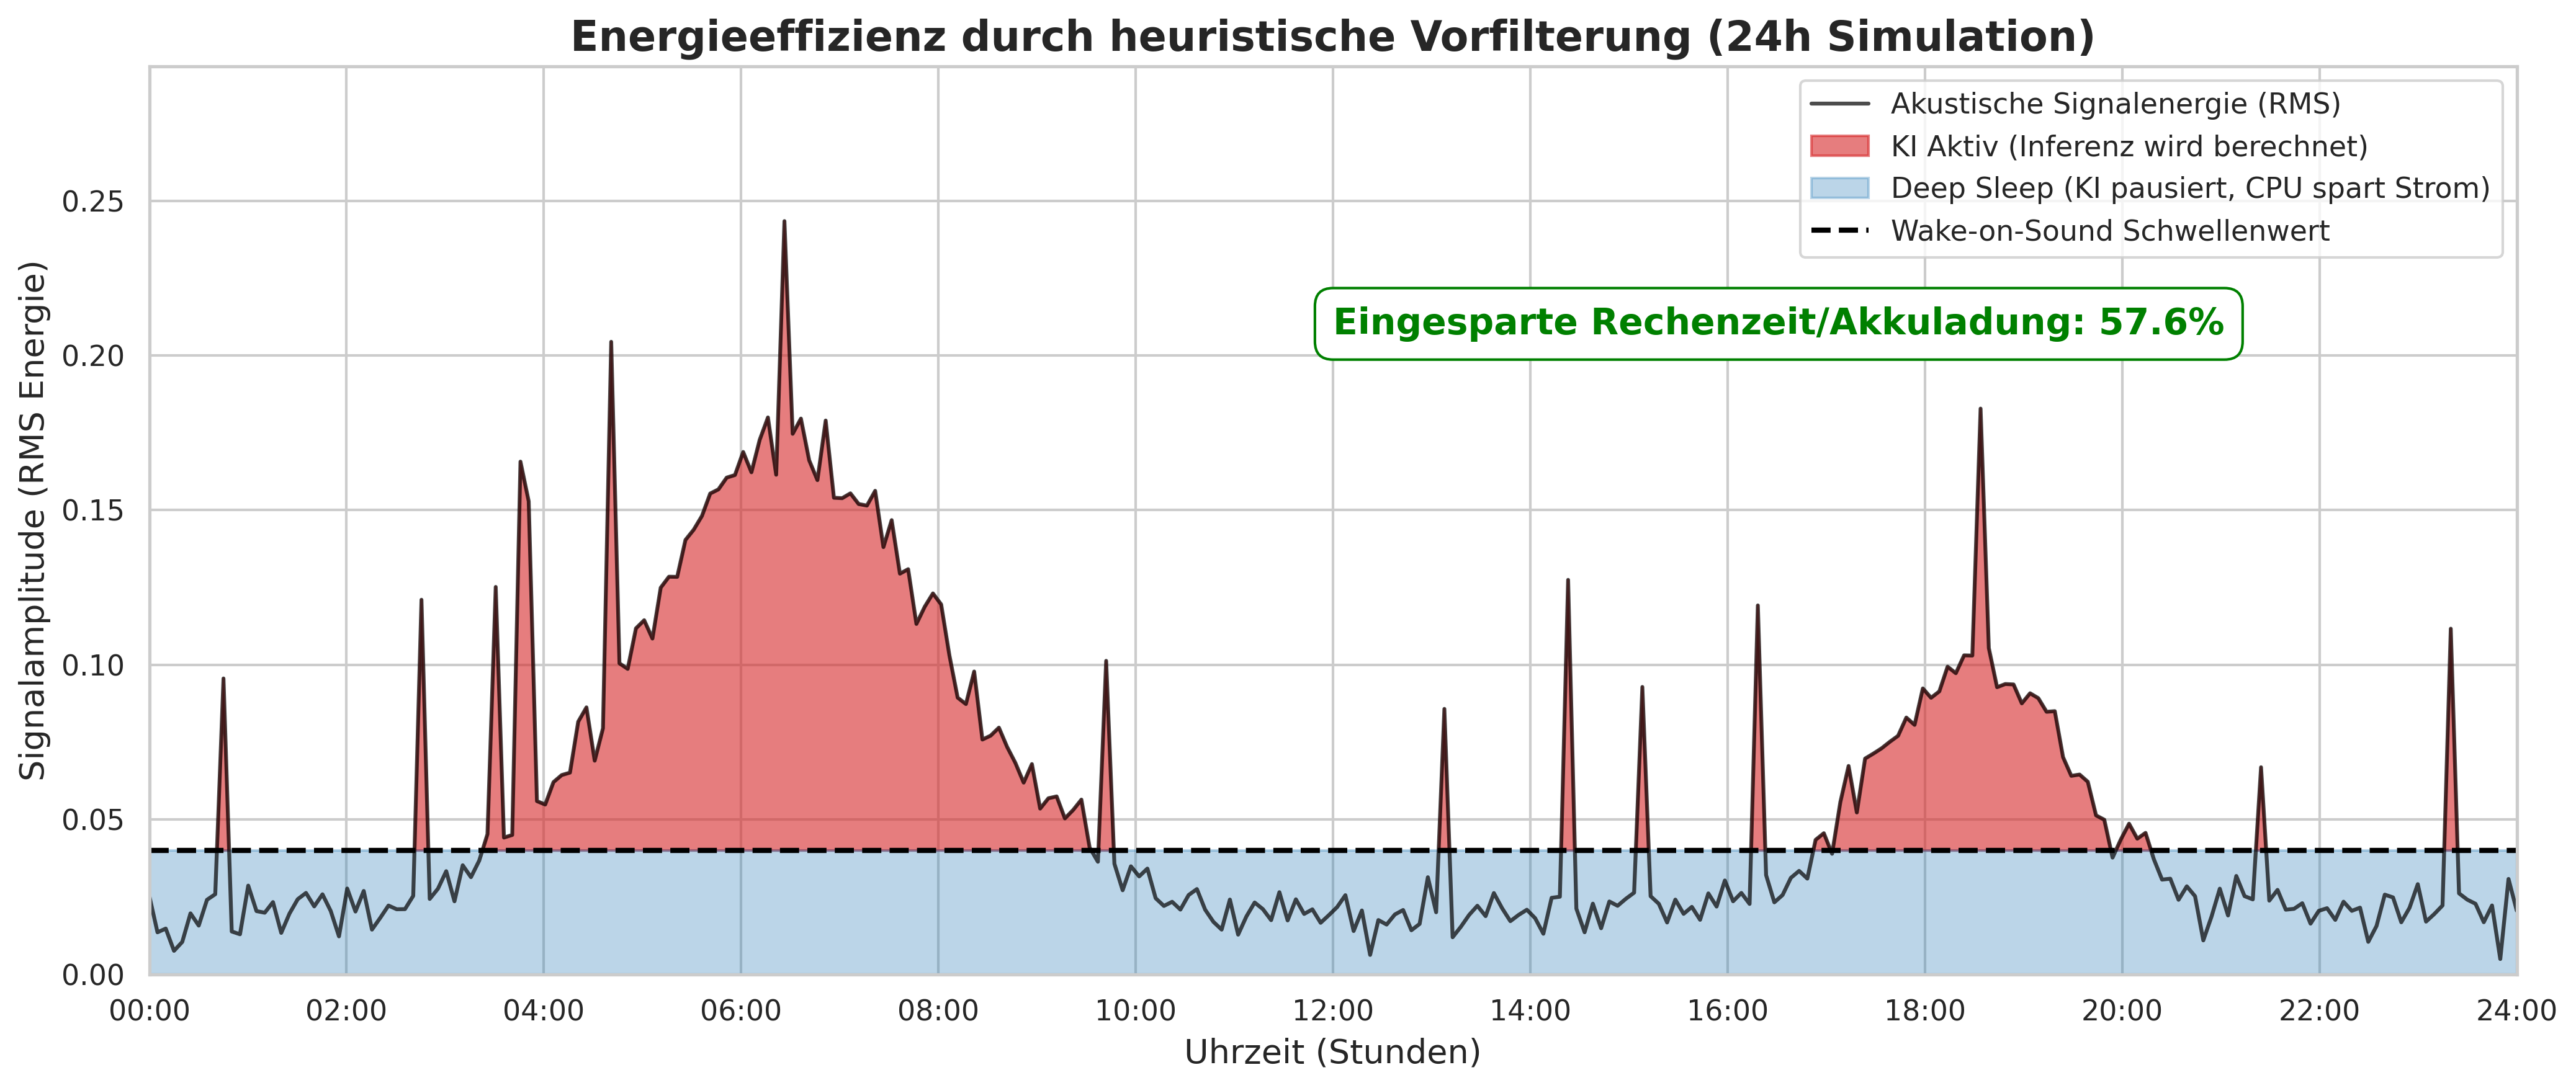 Energieeffizienz durch heuristische Vorfilterung (24h Simulation)
Akustische Signalenergie (RMS)
KI Aktiv (Inferenz wird berechnet)
Deep Sleep (KI pausiert, CPU spart Strom)
Wake-on-Sound Schwellenwert
Eingesparte Rechenzeit/Akkuladung: 57.6%
Signalamplitude (RMS Energie)
0.25
0.20
0.15
0.10
0.05
0.00
00:00 02:00 04:00 06:00 08:00 10:00 12:00 14:00 16:00 18:00 20:00 22:00 24:00
Uhrzeit (Stunden)